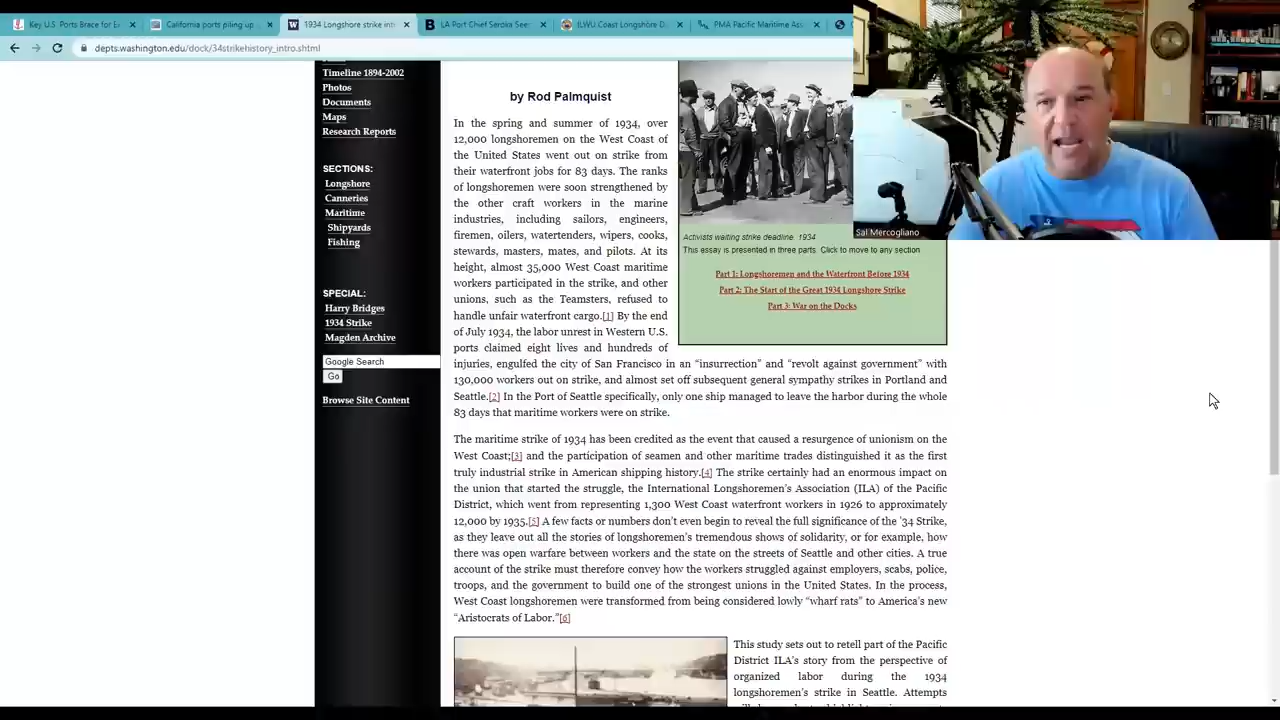 Key U.S. Ports Brace for E
California ports piling up
1934 Longshore strike int
LA Port Chief Seroka See
ILWU Coast Longshore D
PMA Pacific Maritime Ass
depts.washington.edu/dock/34strikehistory_intro.shtml
Timeline 1894-2002
Photos
Documents
Maps
Research Reports
SECTIONS:
Longshore
Canneries
Maritime
Shipyards
Fishing
SPECIAL:
Harry Bridges
1934 Strike
Magden Archive
Google Search
Go
Browse Site Content
by Rod Palmquist
In the spring and summer of 1934, over
12,000 longshoremen on the West Coast of
the United States went out on strike from
their waterfront jobs for 83 days. The ranks
of longshoremen were soon strengthened by
the other craft workers in the marine
industries, including sailors, engineers,
firemen, oilers, watertenders, wipers, cooks,
stewards, masters, mates, and pilots. At its
height, almost 35,000 West Coast maritime
workers participated in the strike, and other
unions, such as the Teamsters, refused to
handle unfair waterfront cargo.[1] By the end
of July 1934, the labor unrest in Western U.S.
ports claimed eight lives and hundreds of
injuries, engulfed the city of San Francisco in an “insurrection” and “revolt against government” with
130,000 workers out on strike, and almost set off subsequent general sympathy strikes in Portland and
Seattle.[2] In the Port of Seattle specifically, only one ship managed to leave the harbor during the whole
83 days that maritime workers were on strike.
Activists waiting strike deadline. 1934
This essay is presented in three parts. Click to move to any section
Part 1: Longshoremen and the Waterfront Before 1934
Part 2: The Start of the Great 1934 Longshore Strike
Part 3: War on the Docks
The maritime strike of 1934 has been credited as the event that caused a resurgence of unionism on the
West Coast;[3] and the participation of seamen and other maritime trades distinguished it as the first
truly industrial strike in American shipping history.[4] The strike certainly had an enormous impact on
the union that started the struggle, the International Longshoremen’s Association (ILA) of the Pacific
District, which went from representing 1,300 West Coast waterfront workers in 1926 to approximately
12,000 by 1935.[5] A few facts or numbers don’t even begin to reveal the full significance of the ’34 Strike,
as they leave out all the stories of longshoremen’s tremendous shows of solidarity, or for example, how
there was open warfare between workers and the state on the streets of Seattle and other cities. A true
account of the strike must therefore convey how the workers struggled against employers, scabs, police,
troops, and the government to build one of the strongest unions in the United States. In the process,
West Coast longshoremen were transformed from being considered lowly “wharf rats” to America’s new
“Aristocrats of Labor.”[6]
This study sets out to retell part of the Pacific
District ILA’s story from the perspective of
organized labor during the 1934
longshoremen’s strike in Seattle. Attempts
Sal Mercogliano